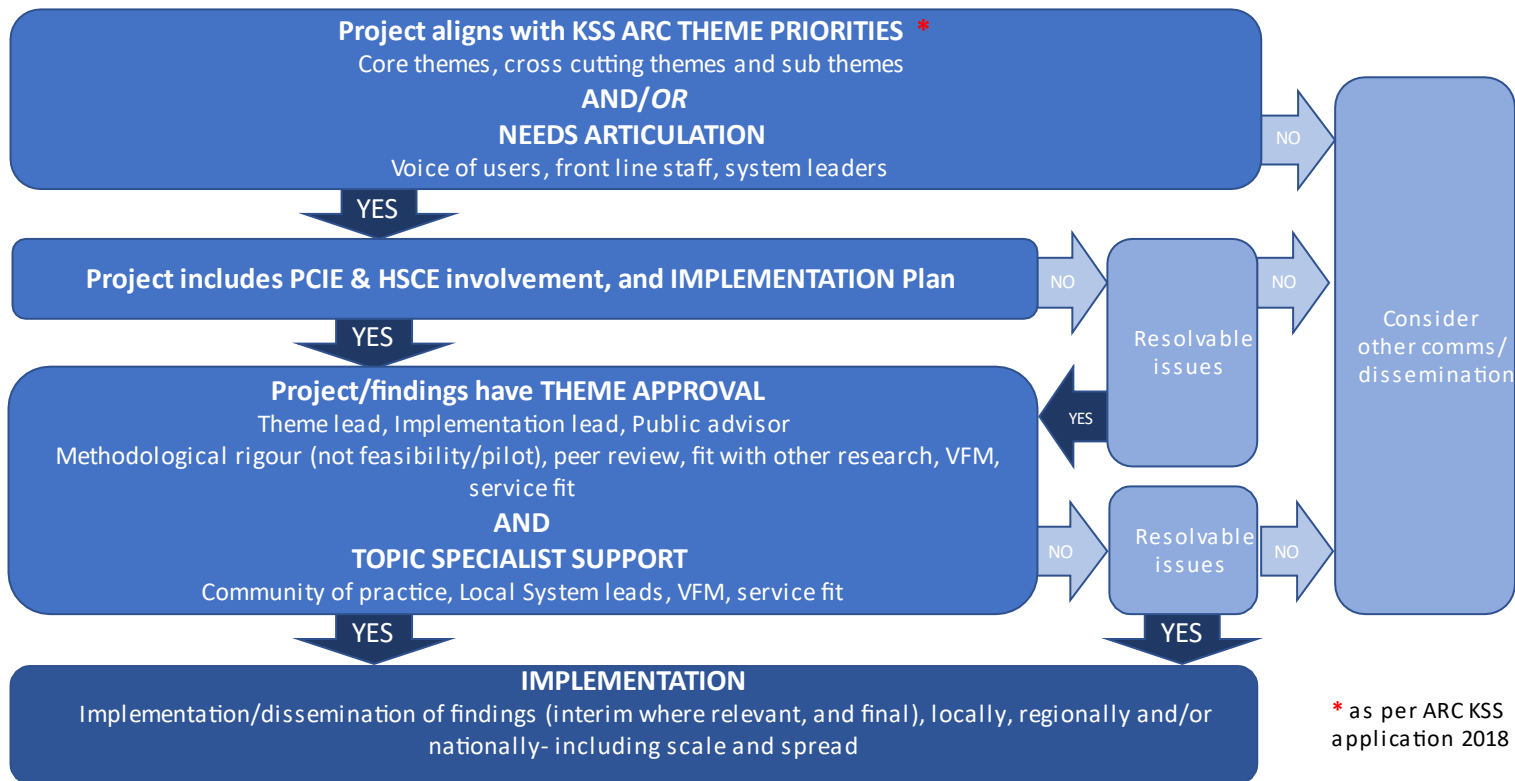 Project aligns with KSS ARC THEME PRIORITIES *
Core themes, cross cutting themes and sub themes
AND/OR
NEEDS ARTICULATION
Voice of users, front line staff, system leaders
NO
YES
Project includes PCIE & HSCE involvement, and IMPLEMENTATION Plan
NO
Resolvable
issues
NO
Consider
other comms/
dissemination
YES
Project/findings have THEME APPROVAL
Theme lead, Implementation lead, Public advisor
Methodological rigour (not feasibility/pilot), peer review, fit with other research, VFM,
service fit
AND
TOPIC SPECIALIST SUPPORT
Community of practice, Local System leads, VFM, service fit
YES
NO
Resolvable
issues
NO
YES
YES
IMPLEMENTATION
Implementation/dissemination of findings (interim where relevant, and final), locally, regionally and/or
nationally- including scale and spread
* as per ARC KSS
application 2018